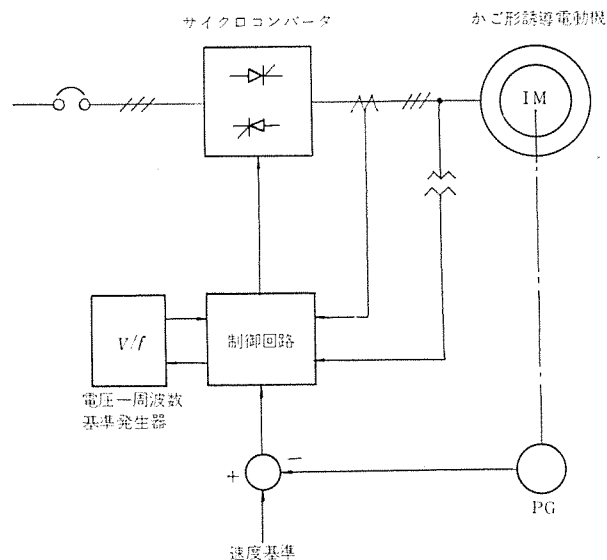 サイクロコンバータ
かご形誘導電動機
IM
V/f
制御回路
電圧一周波数
基準発生器
+
−
PG
速度基準